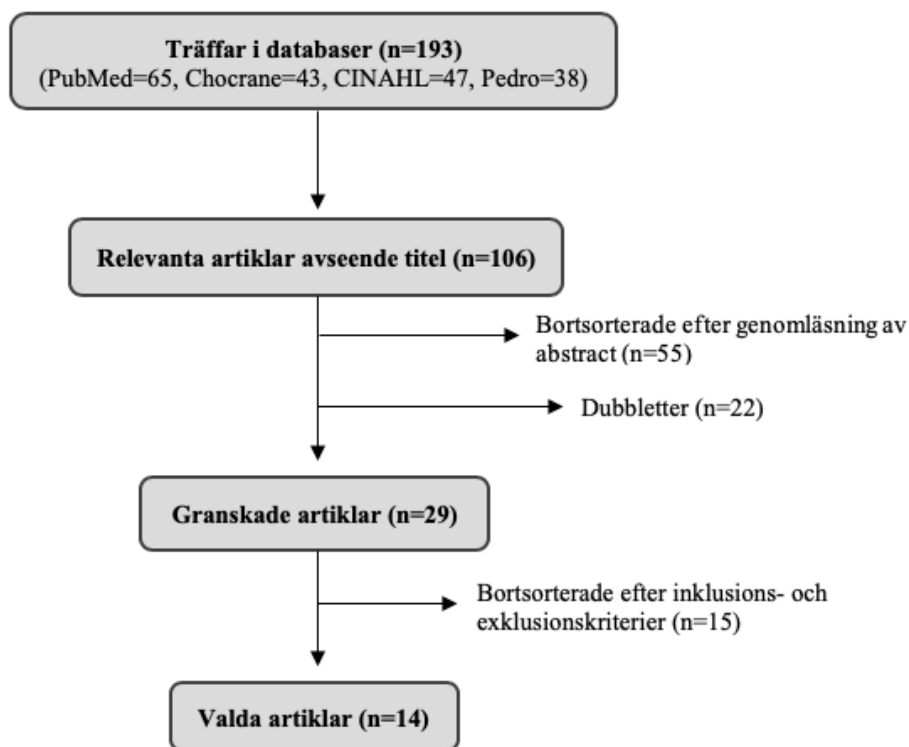 Träffar i databaser (n=193)
(PubMed=65, Chocrane=43, CINAHL=47, Pedro=38)
Relevanta artiklar avseende titel (n=106)
Bortsorterade efter genomläsning av
abstract (n=55)
Dubbletter (n=22)
Granskade artiklar (n=29)
Bortsorterade efter inklusions- och
exklusionskriterier (n=15)
Valda artiklar (n=14)